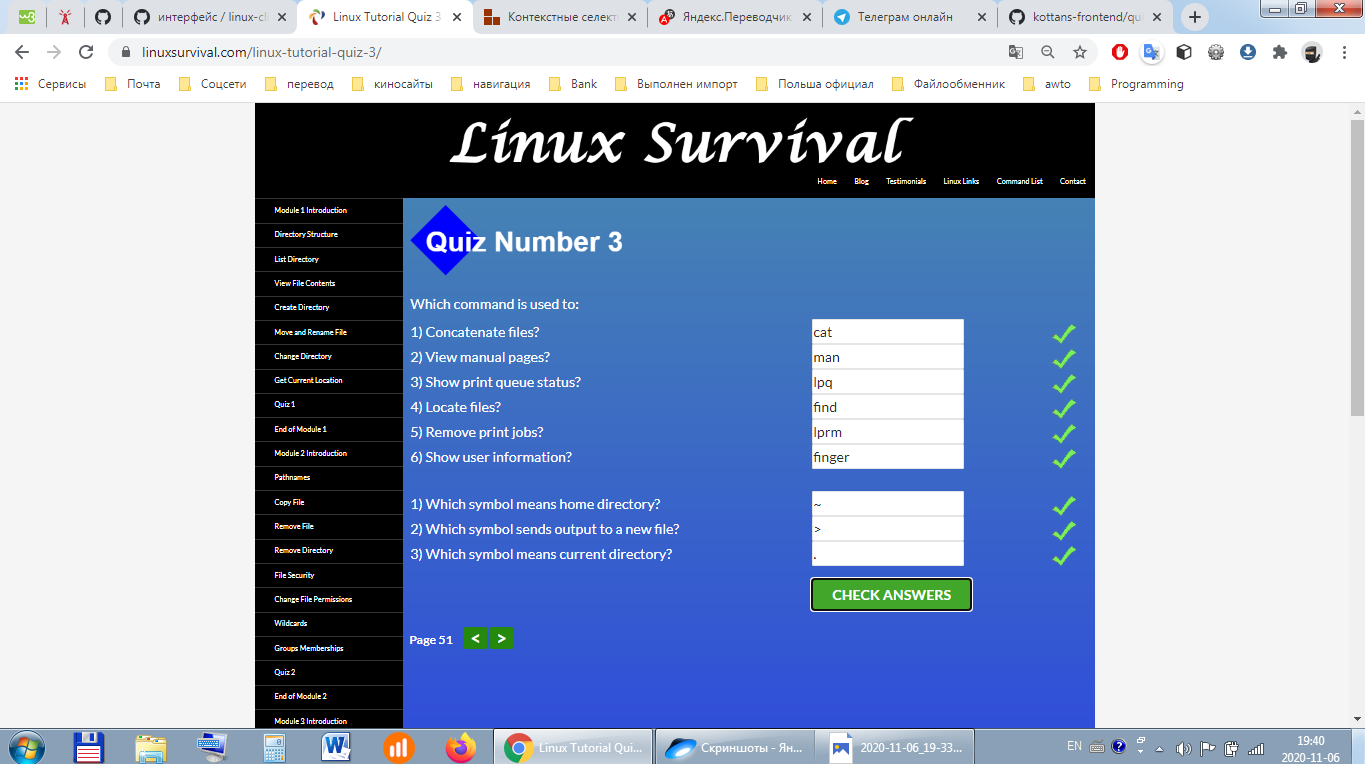 интерфейс / linux-cli
Linux Tutorial Quiz 3
Контекстные селект
Яндекс.Переводчик
Телеграм онлайн
kottans-frontend/qu
linuxsurvival.com/linux-tutorial-quiz-3/
Сервисы Почта Соцсети перевод киносайты навигация Bank Выполнен импорт Польша официал Файлообменник awto Programming
Linux Survival
Home Blog Testimonials Linux Links Command List Contact
Module 1 Introduction
Directory Structure
List Directory
View File Contents
Create Directory
Move and Rename File
Change Directory
Get Current Location
Quiz 1
End of Module 1
Module 2 Introduction
Pathnames
Copy File
Remove File
Remove Directory
File Security
Change File Permissions
Wildcards
Groups Memberships
Quiz 2
End of Module 2
Module 3 Introduction
Quiz Number 3
Which command is used to:
1) Concatenate files? cat
2) View manual pages? man
3) Show print queue status? lpq
4) Locate files? find
5) Remove print jobs? lprm
6) Show user information? finger
1) Which symbol means home directory? ~
2) Which symbol sends output to a new file? >
3) Which symbol means current directory? .
CHECK ANSWERS
Page 51 < >
Linux Tutorial Qui...
Скриншоты - Ян...
2020-11-06_19-33...
EN
19:40
2020-11-06